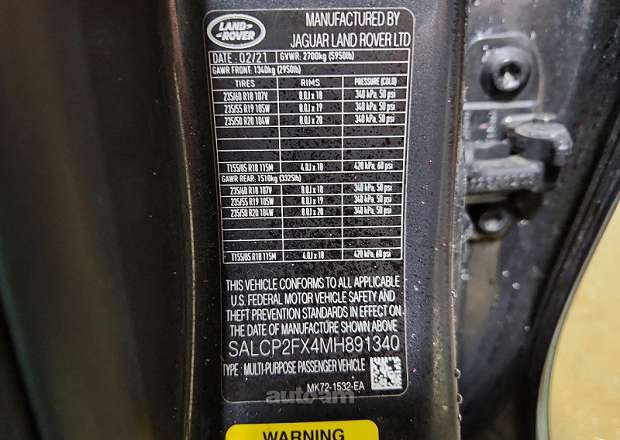 LAND-
ROVER
MANUFACTURED BY
JAGUAR LAND ROVER LTD
DATE : 02/21 GVWR: 2700kg (5950lb)
GAWR FRONT: 1340kg (2950lb)
TIRES RIMS PRESSURE (COLD)
235/60 R18 107V 8.0J x 18 340 kPa, 50 psi
235/55 R19 105W 8.0J x 19 340 kPa, 50 psi
235/50 R20 104W 8.0J x 20 340 kPa, 50 psi
T155/85 R18 115M 4.0J x 18 420 kPa, 60 psi
GAWR REAR: 1510kg (3325lb)
235/60 R18 107V 8.0J x 18 340 kPa, 50 psi
235/55 R19 105W 8.0J x 19 340 kPa, 50 psi
235/50 R20 104W 8.0J x 20 340 kPa, 50 psi
T155/85 R18 115M 4.0J x 18 420 kPa, 60 psi
THIS VEHICLE CONFORMS TO ALL APPLICABLE
U.S. FEDERAL MOTOR VEHICLE SAFETY AND
THEFT PREVENTION STANDARDS IN EFFECT ON
THE DATE OF MANUFACTURE SHOWN ABOVE
SALCP2FX4MH891340
TYPE : MULTI-PURPOSE PASSENGER VEHICLE
MK72-1532-EA
auto.am
WARNING